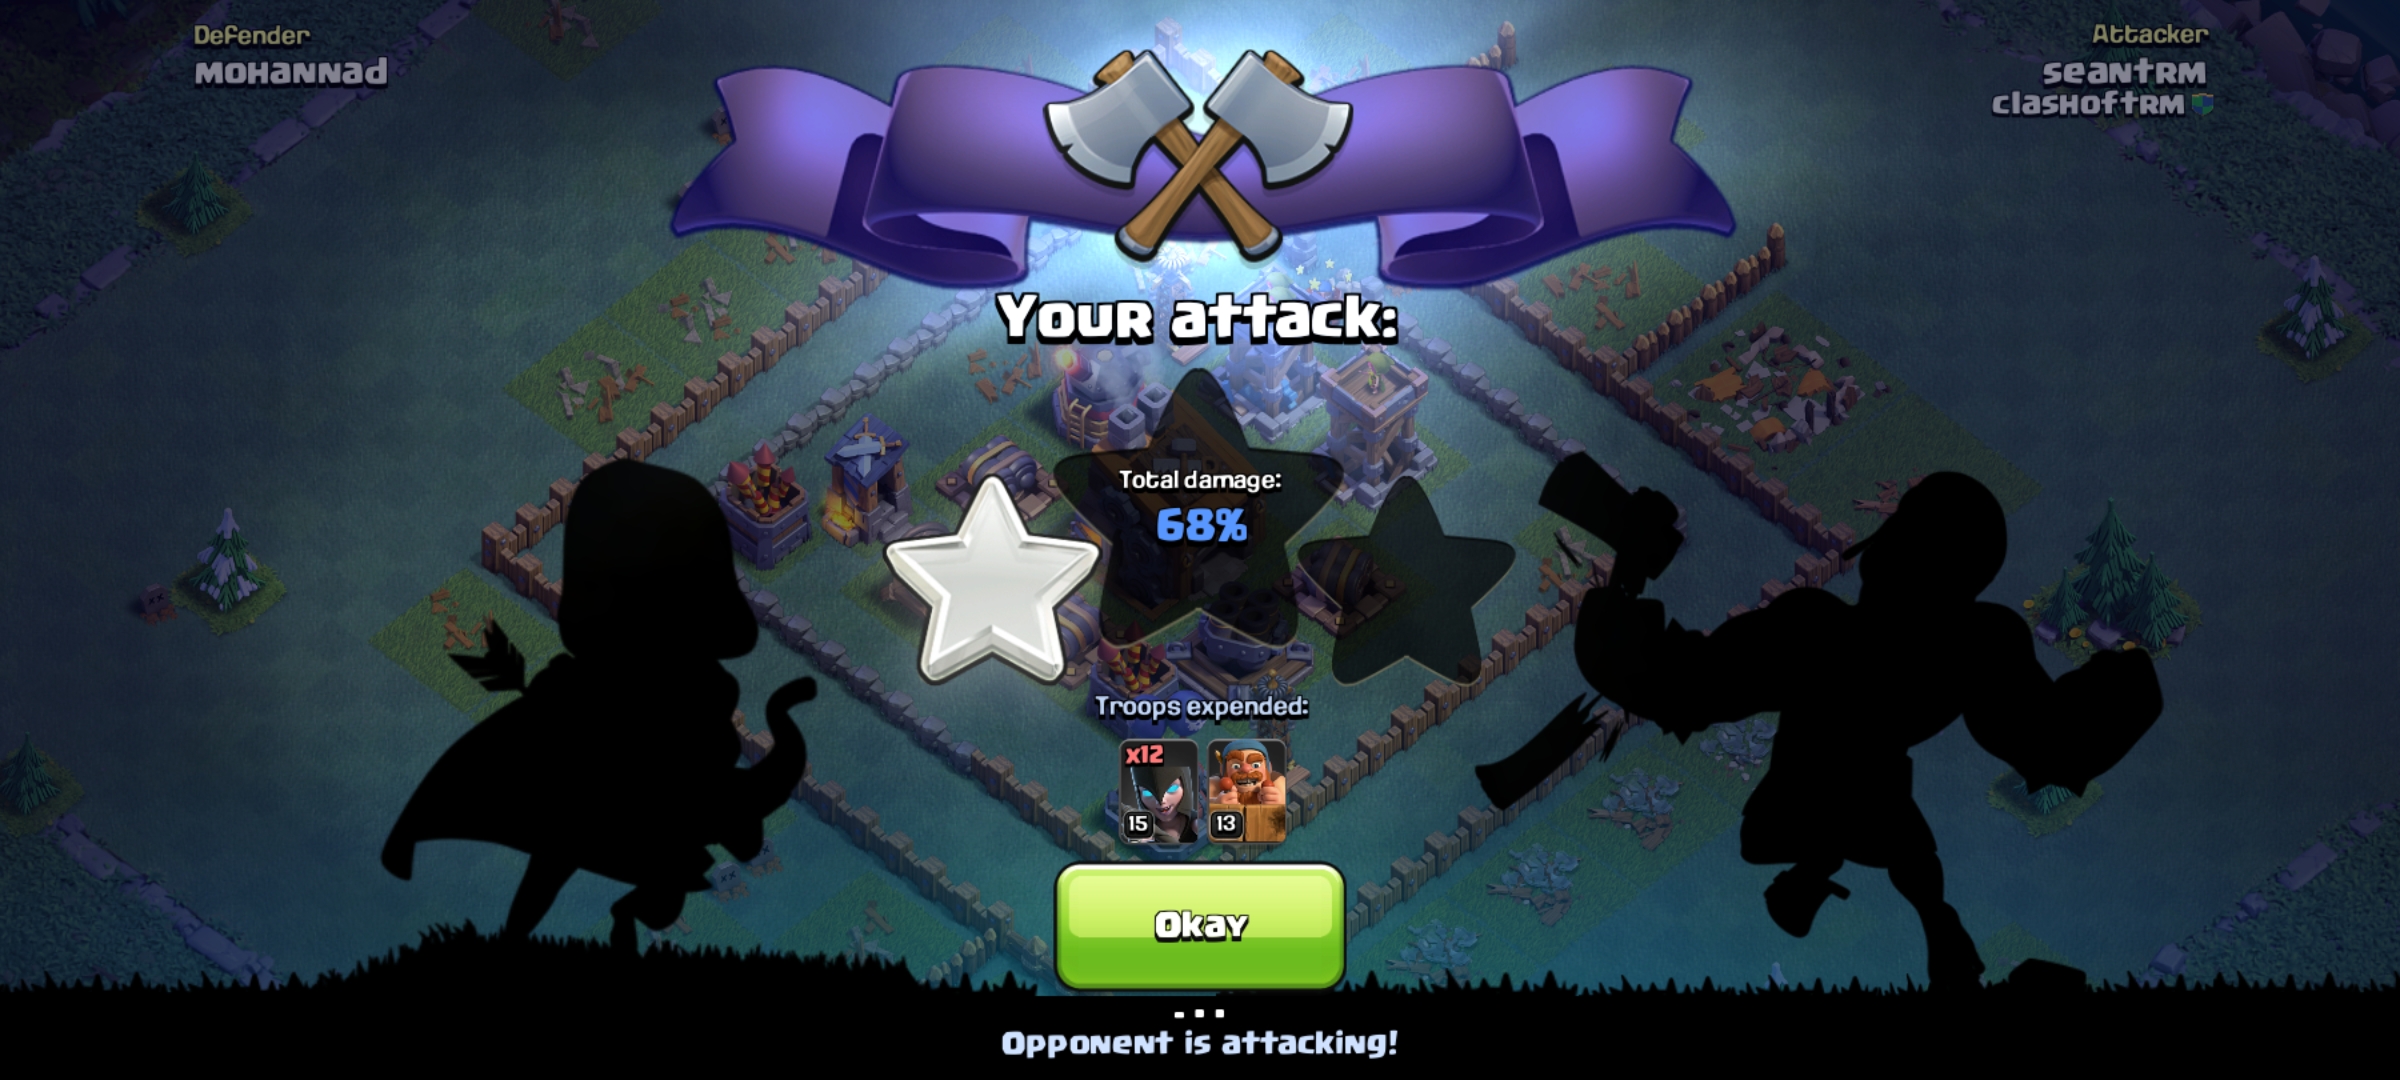 Defender
Mohannad
Attacker
seantRM
clashoftRM
Your attack:
Total damage:
68%
Troops expended:
x12
15
13
Okay
...
Opponent is attacking!